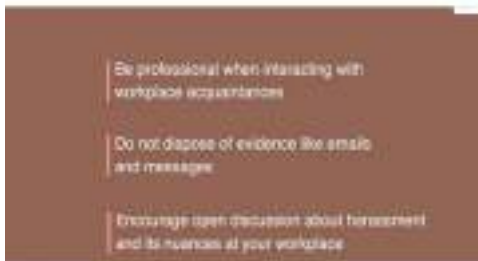 Be professional when interacting with
workplace acquaintances
Do not dispose of evidence like emails
and messages
Encourage open discussion about harassment
and its nuances at your workplace